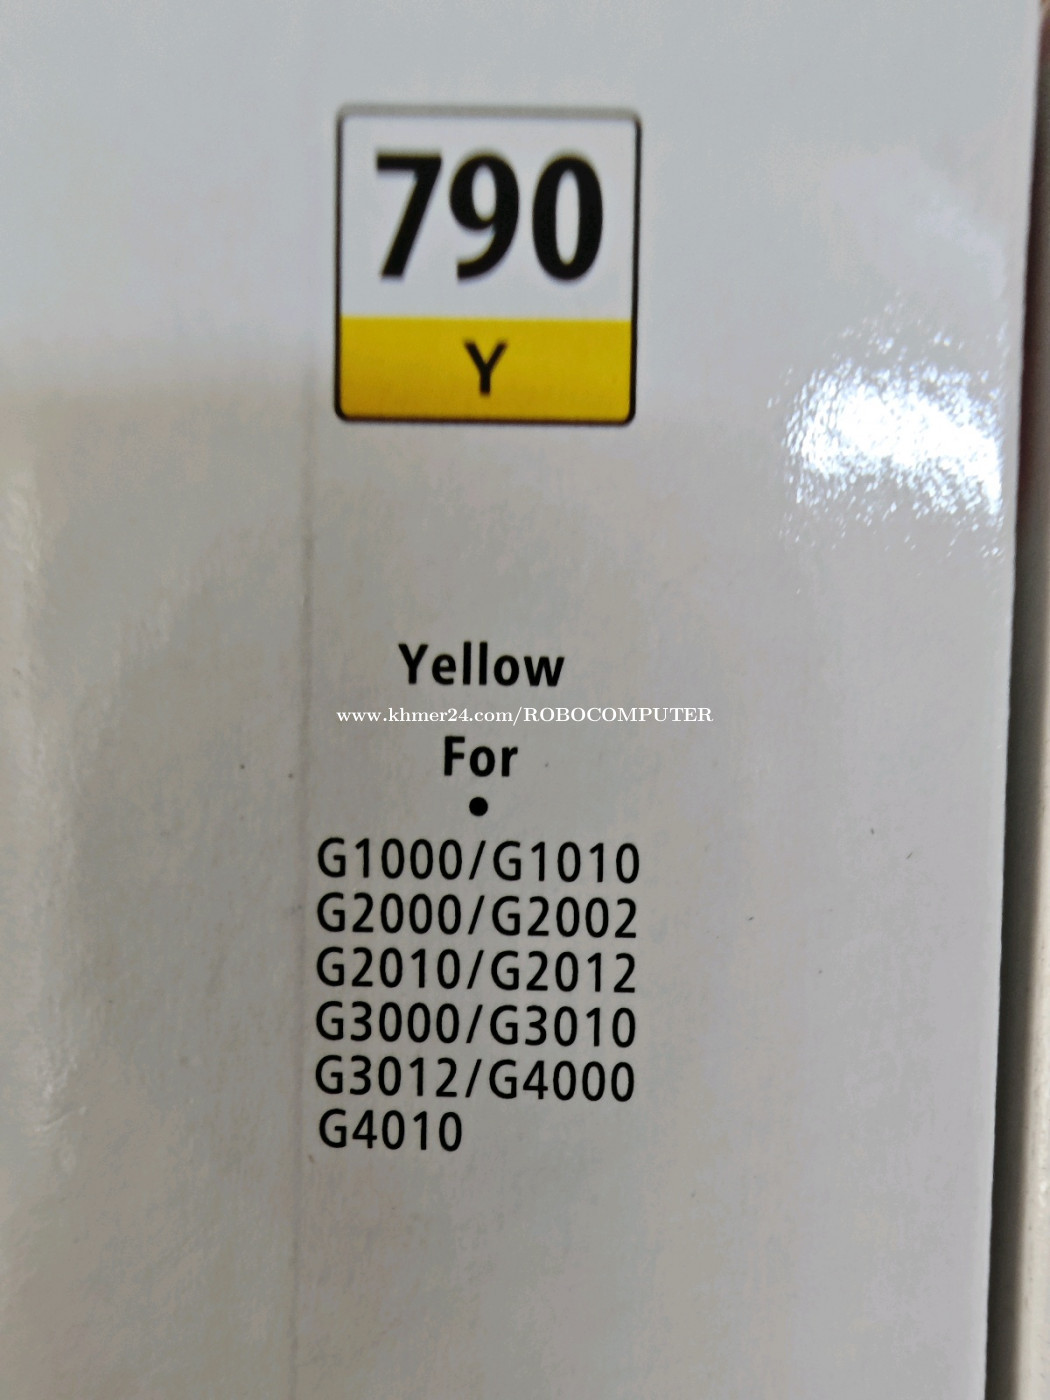 790
Y
Yellow
www.khmer24.com/ROBOCOMPUTER
For
•
G1000/G1010
G2000/G2002
G2010/G2012
G3000/G3010
G3012/G4000
G4010